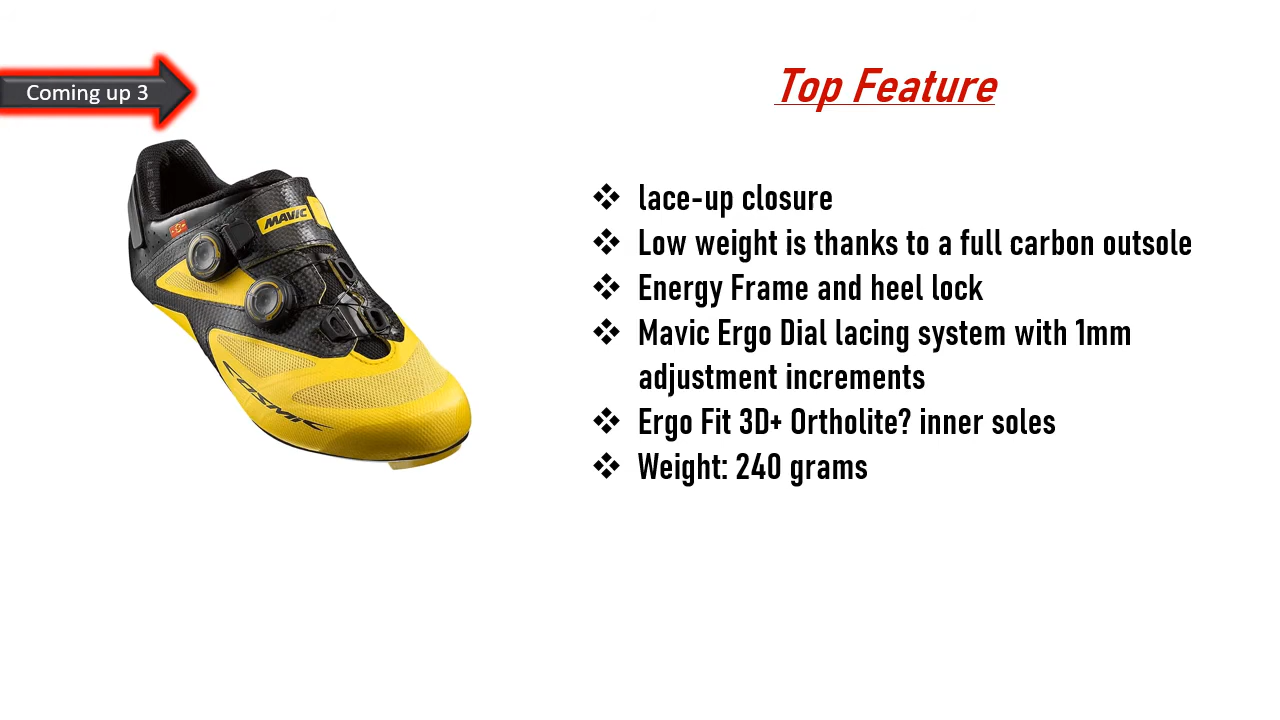 Coming up 3
Top Feature
MAVIC
COSMIC
❖ lace-up closure
❖ Low weight is thanks to a full carbon outsole
❖ Energy Frame and heel lock
❖ Mavic Ergo Dial lacing system with 1mm
adjustment increments
❖ Ergo Fit 3D+ Ortholite? inner soles
❖ Weight: 240 grams